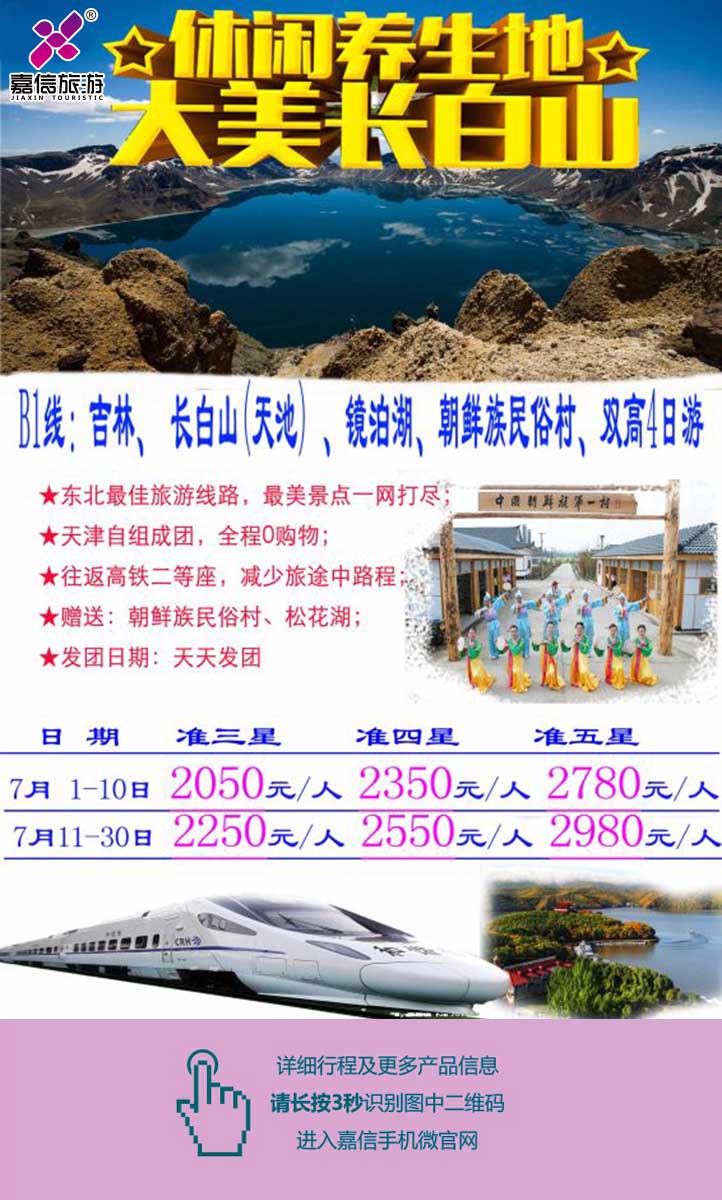 嘉信旅游®
JIAXIN TOURISTIC
☆休闲养生地☆
大美长白山
B1线：吉林、长白山(天池)、镜泊湖、朝鲜族民俗村、双高4日游
★东北最佳旅游线路，最美景点一网打尽；
★天津自组成团，全程0购物；
★往返高铁二等座，减少旅途中路程；
★赠送：朝鲜族民俗村、松花湖；
★发团日期：天天发团
中国朝鲜族第一村
日 期 准三星 准四星 准五星
7月 1-10日 2050元/人 2350元/人 2780元/人
7月11-30日 2250元/人 2550元/人 2980元/人
CRH
详细行程及更多产品信息
请长按3秒识别图中二维码
进入嘉信手机微官网